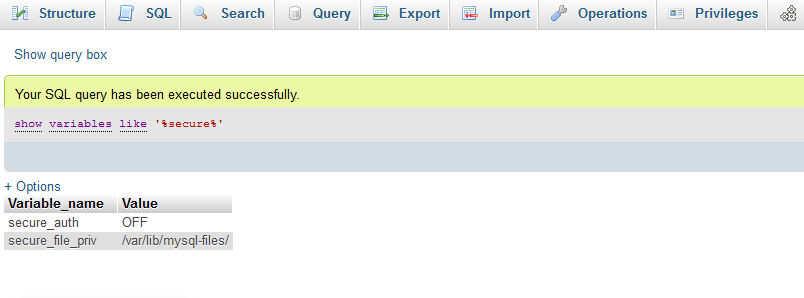 Structure SQL Search Query Export Import Operations Privileges
Show query box
Your SQL query has been executed successfully.
show variables like '%secure%'
+ Options
Variable_name Value
secure_auth OFF
secure_file_priv /var/lib/mysql-files/